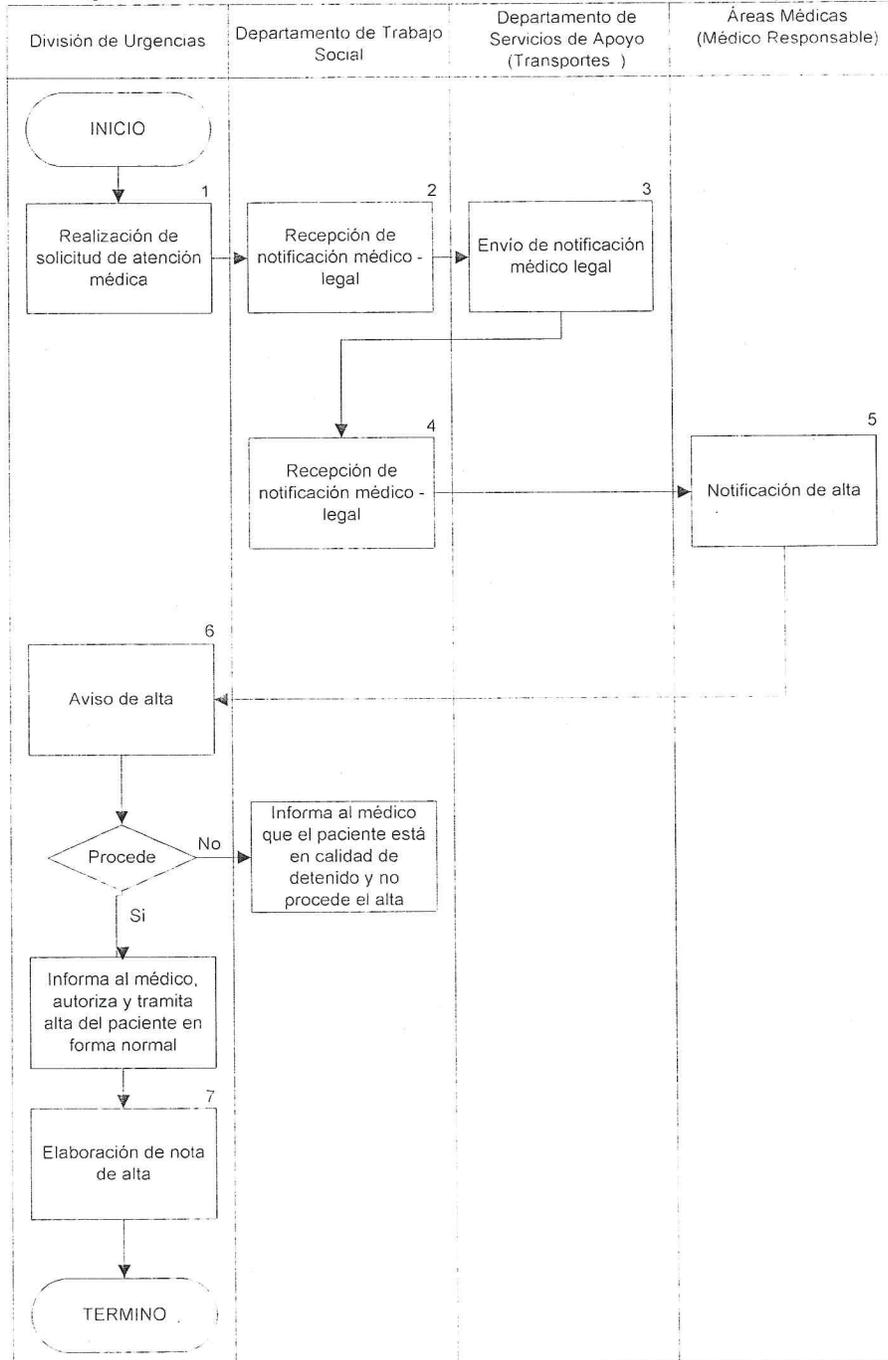 División de Urgencias
Departamento de Trabajo
Social
Departamento de
Servicios de Apoyo
(Transportes )
Áreas Médicas
(Médico Responsable)
INICIO
1
Realización de
solicitud de atención
médica
2
Recepción de
notificación médico -
legal
3
Envío de notificación
médico legal
4
Recepción de
notificación médico -
legal
5
Notificación de alta
6
Aviso de alta
Procede
No
Informa al médico
que el paciente está
en calidad de
detenido y no
procede el alta
Si
Informa al médico,
autoriza y tramita
alta del paciente en
forma normal
7
Elaboración de nota
de alta
TERMINO